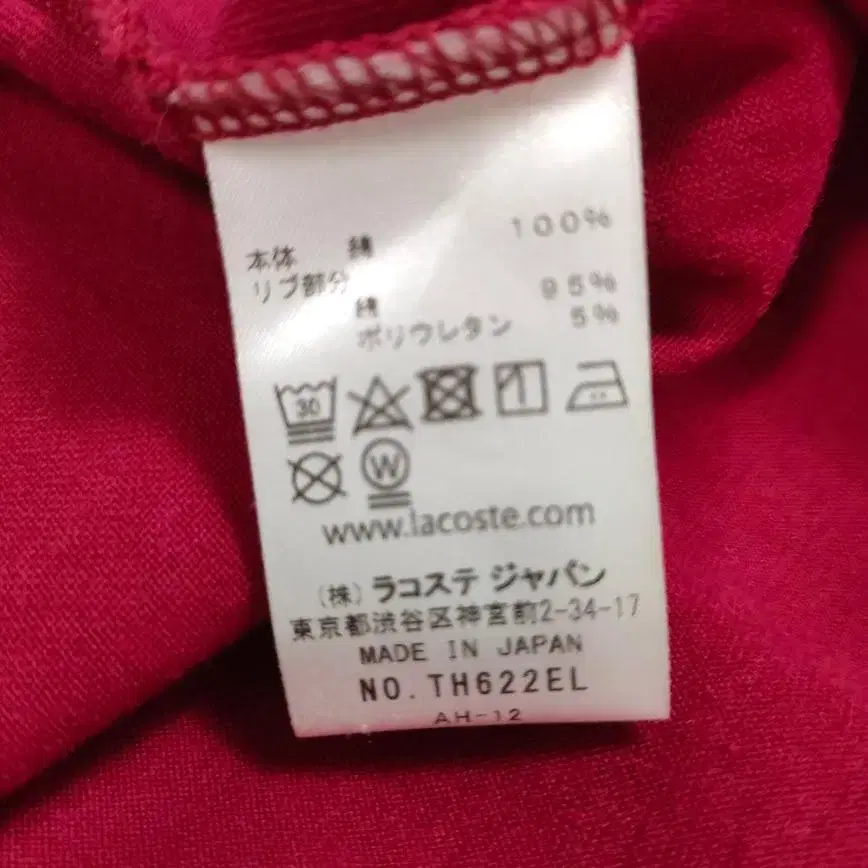 本体 綿 100%
リブ部分
綿 95%
ポリウレタン 5%
30
W
www.lacoste.com
(株) ラコステ ジャパン
東京都渋谷区神宮前2-34-17
MADE IN JAPAN
NO.TH622EL
AH-12